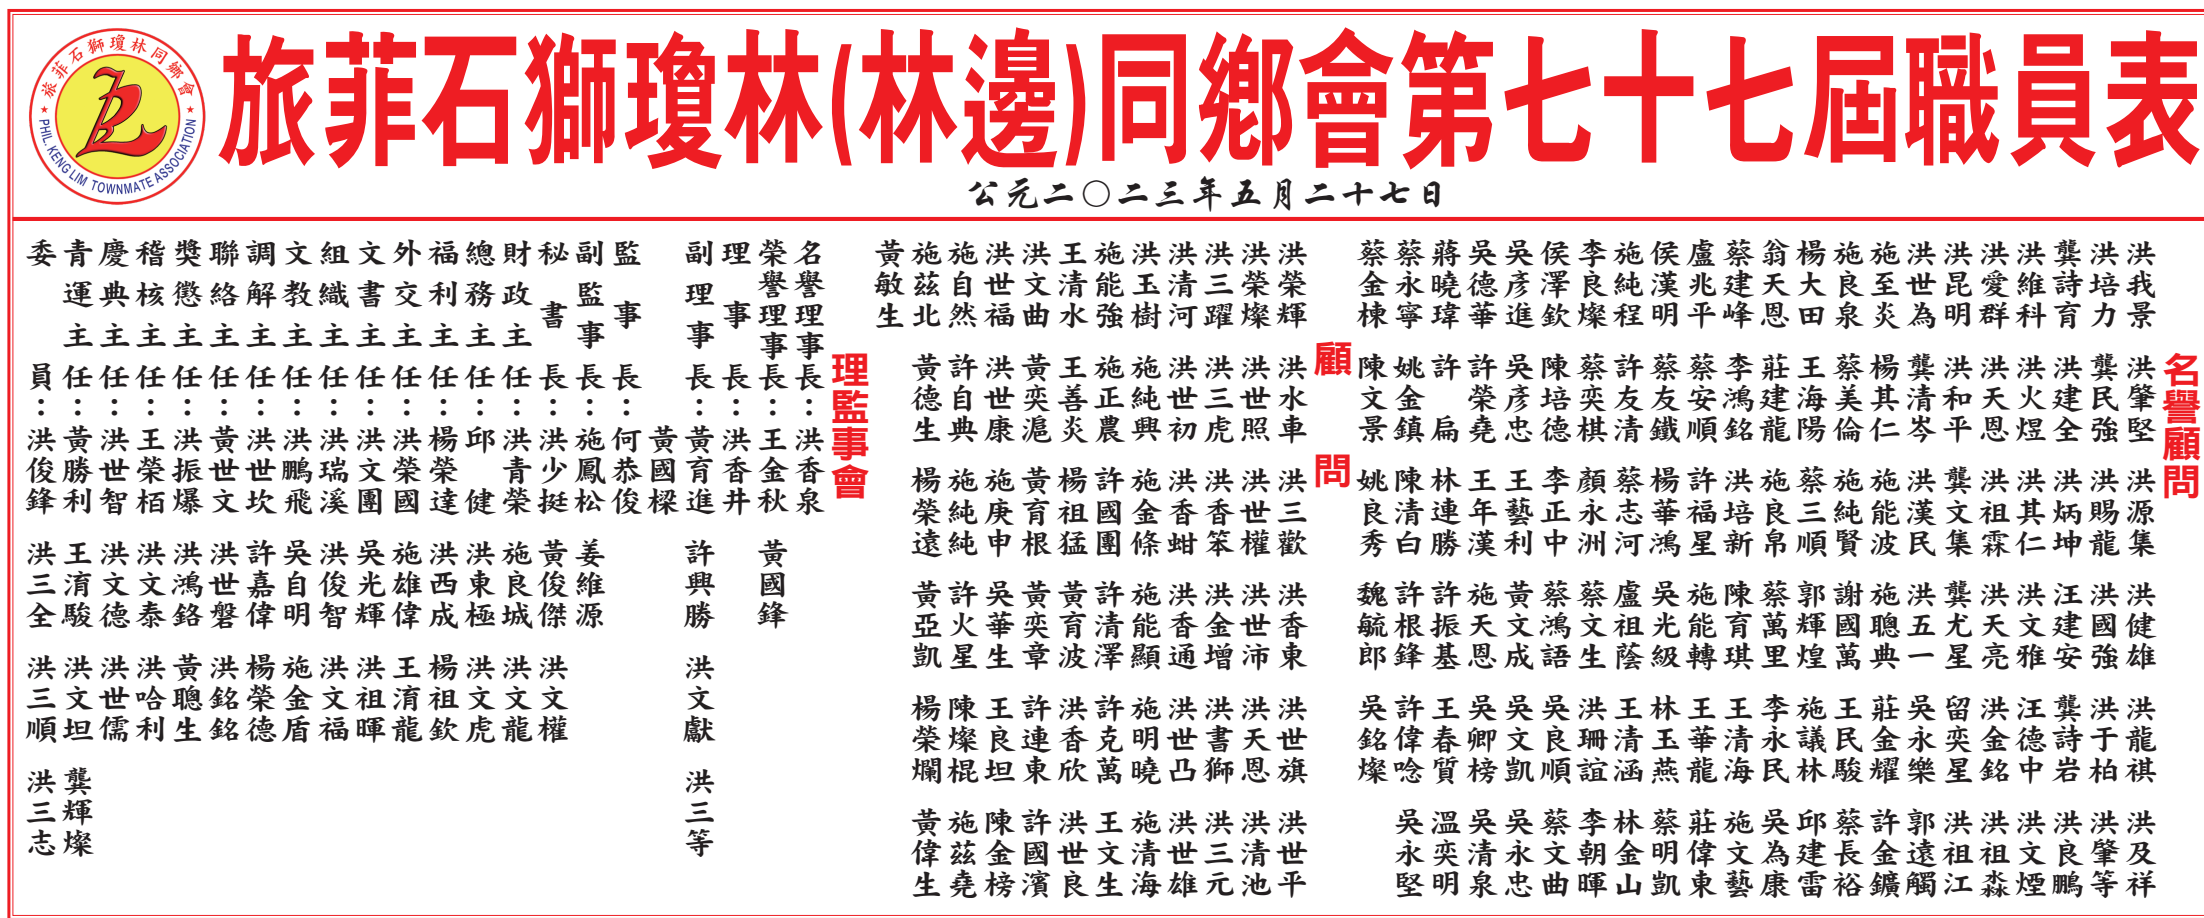 旅菲石獅瓊林同鄉會
PHIL. KENG LIM TOWNMATE ASSOCIATION
旅菲石獅瓊林(林邊)同鄉會第七十七屆職員表
公元二〇二三年五月二十七日
名譽顧問
洪我景 洪肇堅 洪源集 洪健雄 洪龍祺 洪及祥
洪培力 龔民強 洪賜龍 洪國強 洪于柏 洪肇等
龔詩育 洪建全 洪炳坤 汪建安 龔詩岩 洪良鵬
洪維科 洪火煜 洪其仁 洪文雅 汪德中 洪文煙
洪愛群 洪天恩 洪祖霖 洪天亮 洪金銘 洪祖淼
洪昆明 洪和平 龔文集 龔尤星 留奕星 洪祖江
洪世為 龔清岑 洪漢民 洪五一 吳永樂 郭遠觸
施至炎 楊其仁 施能波 施聰典 莊金耀 許金鑛
施良泉 蔡美倫 施純賢 謝國萬 王民駿 蔡長裕
楊大田 王海陽 蔡三順 郭輝煌 施議林 邱建雷
翁天恩 莊建龍 施良帛 蔡萬里 李永民 吳為康
蔡建峰 李鴻銘 洪培新 陳育琪 王清海 施文藝
盧兆平 蔡安順 許福星 施能轉 王華龍 莊偉東
侯漢明 蔡友鐵 楊華鴻 吳光級 林玉燕 蔡明凱
施純程 許友清 蔡志河 盧祖蔭 王清涵 林金山
李良燦 蔡奕棋 顏永洲 蔡文生 洪珊誼 李朝暉
侯澤欽 陳培德 李正中 蔡鴻語 吳良順 蔡文曲
吳彥進 吳彥忠 王藝利 黃文成 吳文凱 吳永忠
吳德華 許榮堯 王年漢 施天恩 吳卿榜 吳清泉
蔣曉瑋 許扁 林連勝 許振基 王春質 溫奕明
蔡永寧 姚金鎮 陳清白 許根鋒 許偉唸 吳永堅
蔡金棟 陳文景 姚良秀 魏毓郎 吳銘燦
顧問
洪榮輝 洪水車 洪三歡 洪香東 洪世旗 洪世平
洪榮燦 洪世照 洪世權 洪世沛 洪天恩 洪清池
洪三躍 洪三虎 洪香笨 洪金增 洪書獅 洪三元
洪清河 洪世初 洪香蚶 洪香通 洪世凸 洪世雄
洪玉樹 施純興 施金條 施能顯 施明曉 施清海
施能強 施正農 許國團 許清澤 許克萬 王文生
王清水 王善炎 楊祖猛 黃育波 洪香欣 洪世良
洪文曲 黃奕滬 黃育根 黃奕章 許連東 許國濱
洪世福 洪世康 施庚申 吳華生 王良坦 陳金榜
施自然 許自典 施純純 許火星 陳燦棍 施茲堯
施茲北 黃德生 楊榮遠 黃亞凱 楊榮爛 黃偉生
黃敏生
理監事會
名譽理事長：洪香泉
榮譽理事長：王金秋 黃國鋒
理事長：洪香井
副理事長：黃育進 許興勝 洪文獻 洪三等
黃國樑
監事長：何恭俊
副監事長：施鳳松 姜維源
秘書長：洪少挺 黃俊傑 洪文權
財政主任：洪青榮 施良城 洪文龍
總務主任：邱健 洪東極 洪文虎
福利主任：楊榮達 洪西成 楊祖欽
外交主任：洪榮國 施雄偉 王淯龍
文書主任：洪文團 吳光輝 洪祖暉
組織主任：洪瑞溪 洪俊智 洪文福
文教主任：洪鵬飛 吳自明 施金盾
調解主任：洪世坎 許嘉偉 楊榮德
聯絡主任：黃世文 洪世磐 洪銘銘
獎懲主任：洪振爆 洪鴻鉻 黃聰生
稽核主任：王榮栢 洪文泰 洪哈利
慶典主任：洪世智 洪文德 洪世儒
青運主任：黃勝利 王淯駿 洪文坦 龔輝燦
委員：洪俊鋒 洪三全 洪三順 洪三志